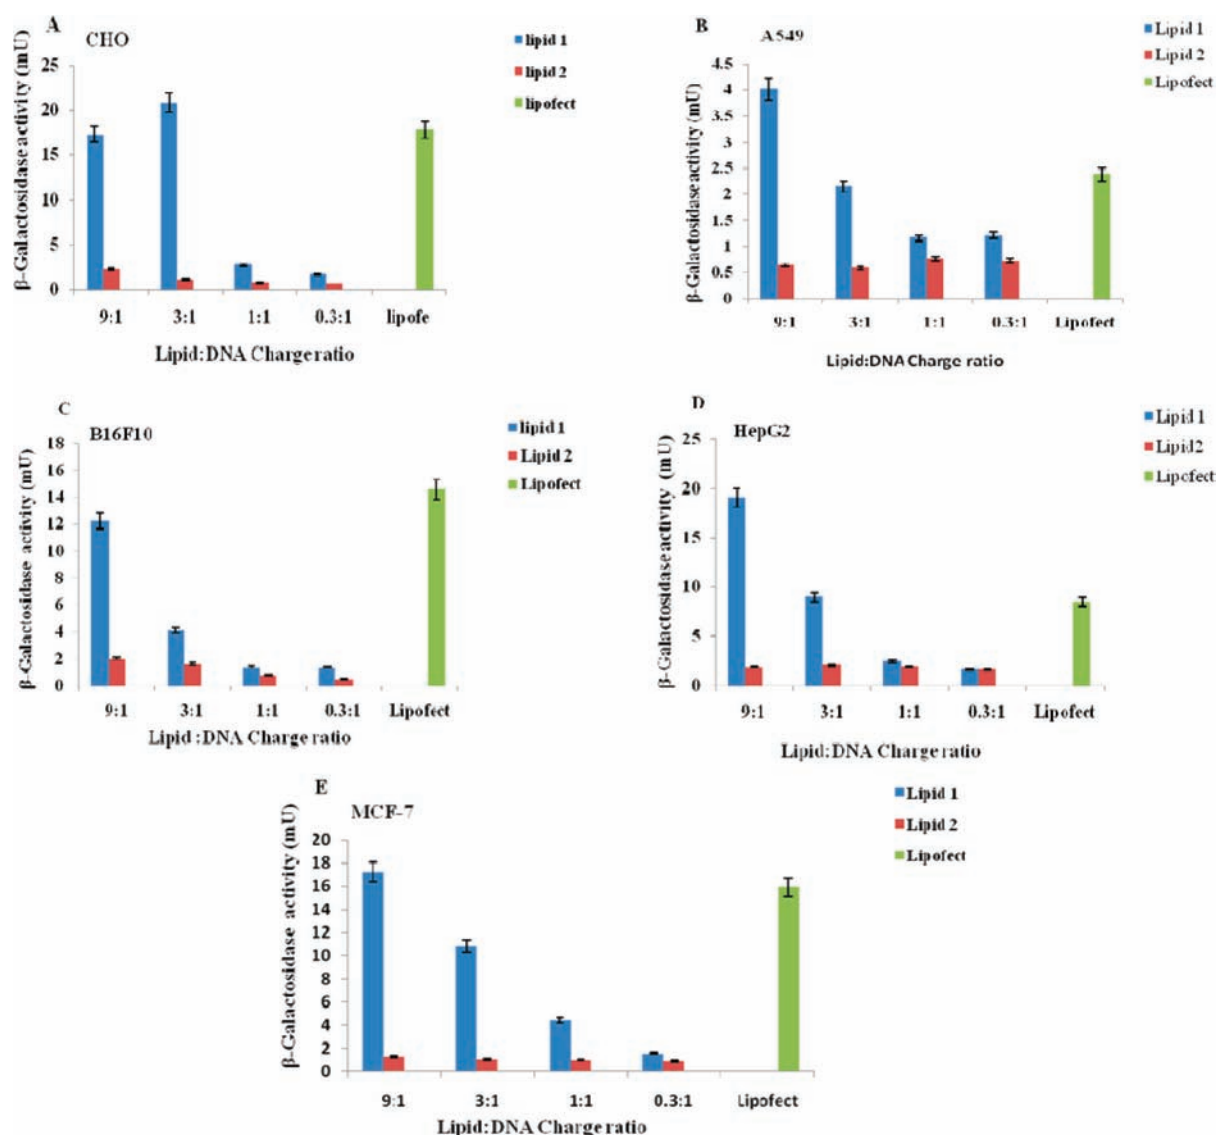 A
CHO
β-Galactosidase activity (mU)
25
20
15
10
5
0
9:1
3:1
1:1
0.3:1
lipofe
Lipid:DNA Charge ratio
lipid 1
lipid 2
lipofect
B
A549
β-Galactosidase activity (mU)
4.5
4
3.5
3
2.5
2
1.5
1
0.5
0
9:1
3:1
1:1
0.3:1
Lipofect
Lipid:DNA Charge ratio
Lipid 1
Lipid 2
Lipofect
C
B16F10
β-Galactosidase activity (mU)
18
16
14
12
10
8
6
4
2
0
9:1
3:1
1:1
0.3:1
Lipofect
Lipid :DNA Charge ratio
lipid 1
Lipid 2
Lipofect
D
HepG2
β-Galactosidase activity (mU)
25
20
15
10
5
0
9:1
3:1
1:1
0.3:1
Lipofect
Lipid:DNA Charge ratio
Lipid 1
Lipid2
Lipofect
E
MCF-7
β-Galactosidase activity (mU)
20
18
16
14
12
10
8
6
4
2
0
9:1
3:1
1:1
0.3:1
Lipofect
Lipid:DNA Charge ratio
Lipid 1
Lipid 2
Lipofect